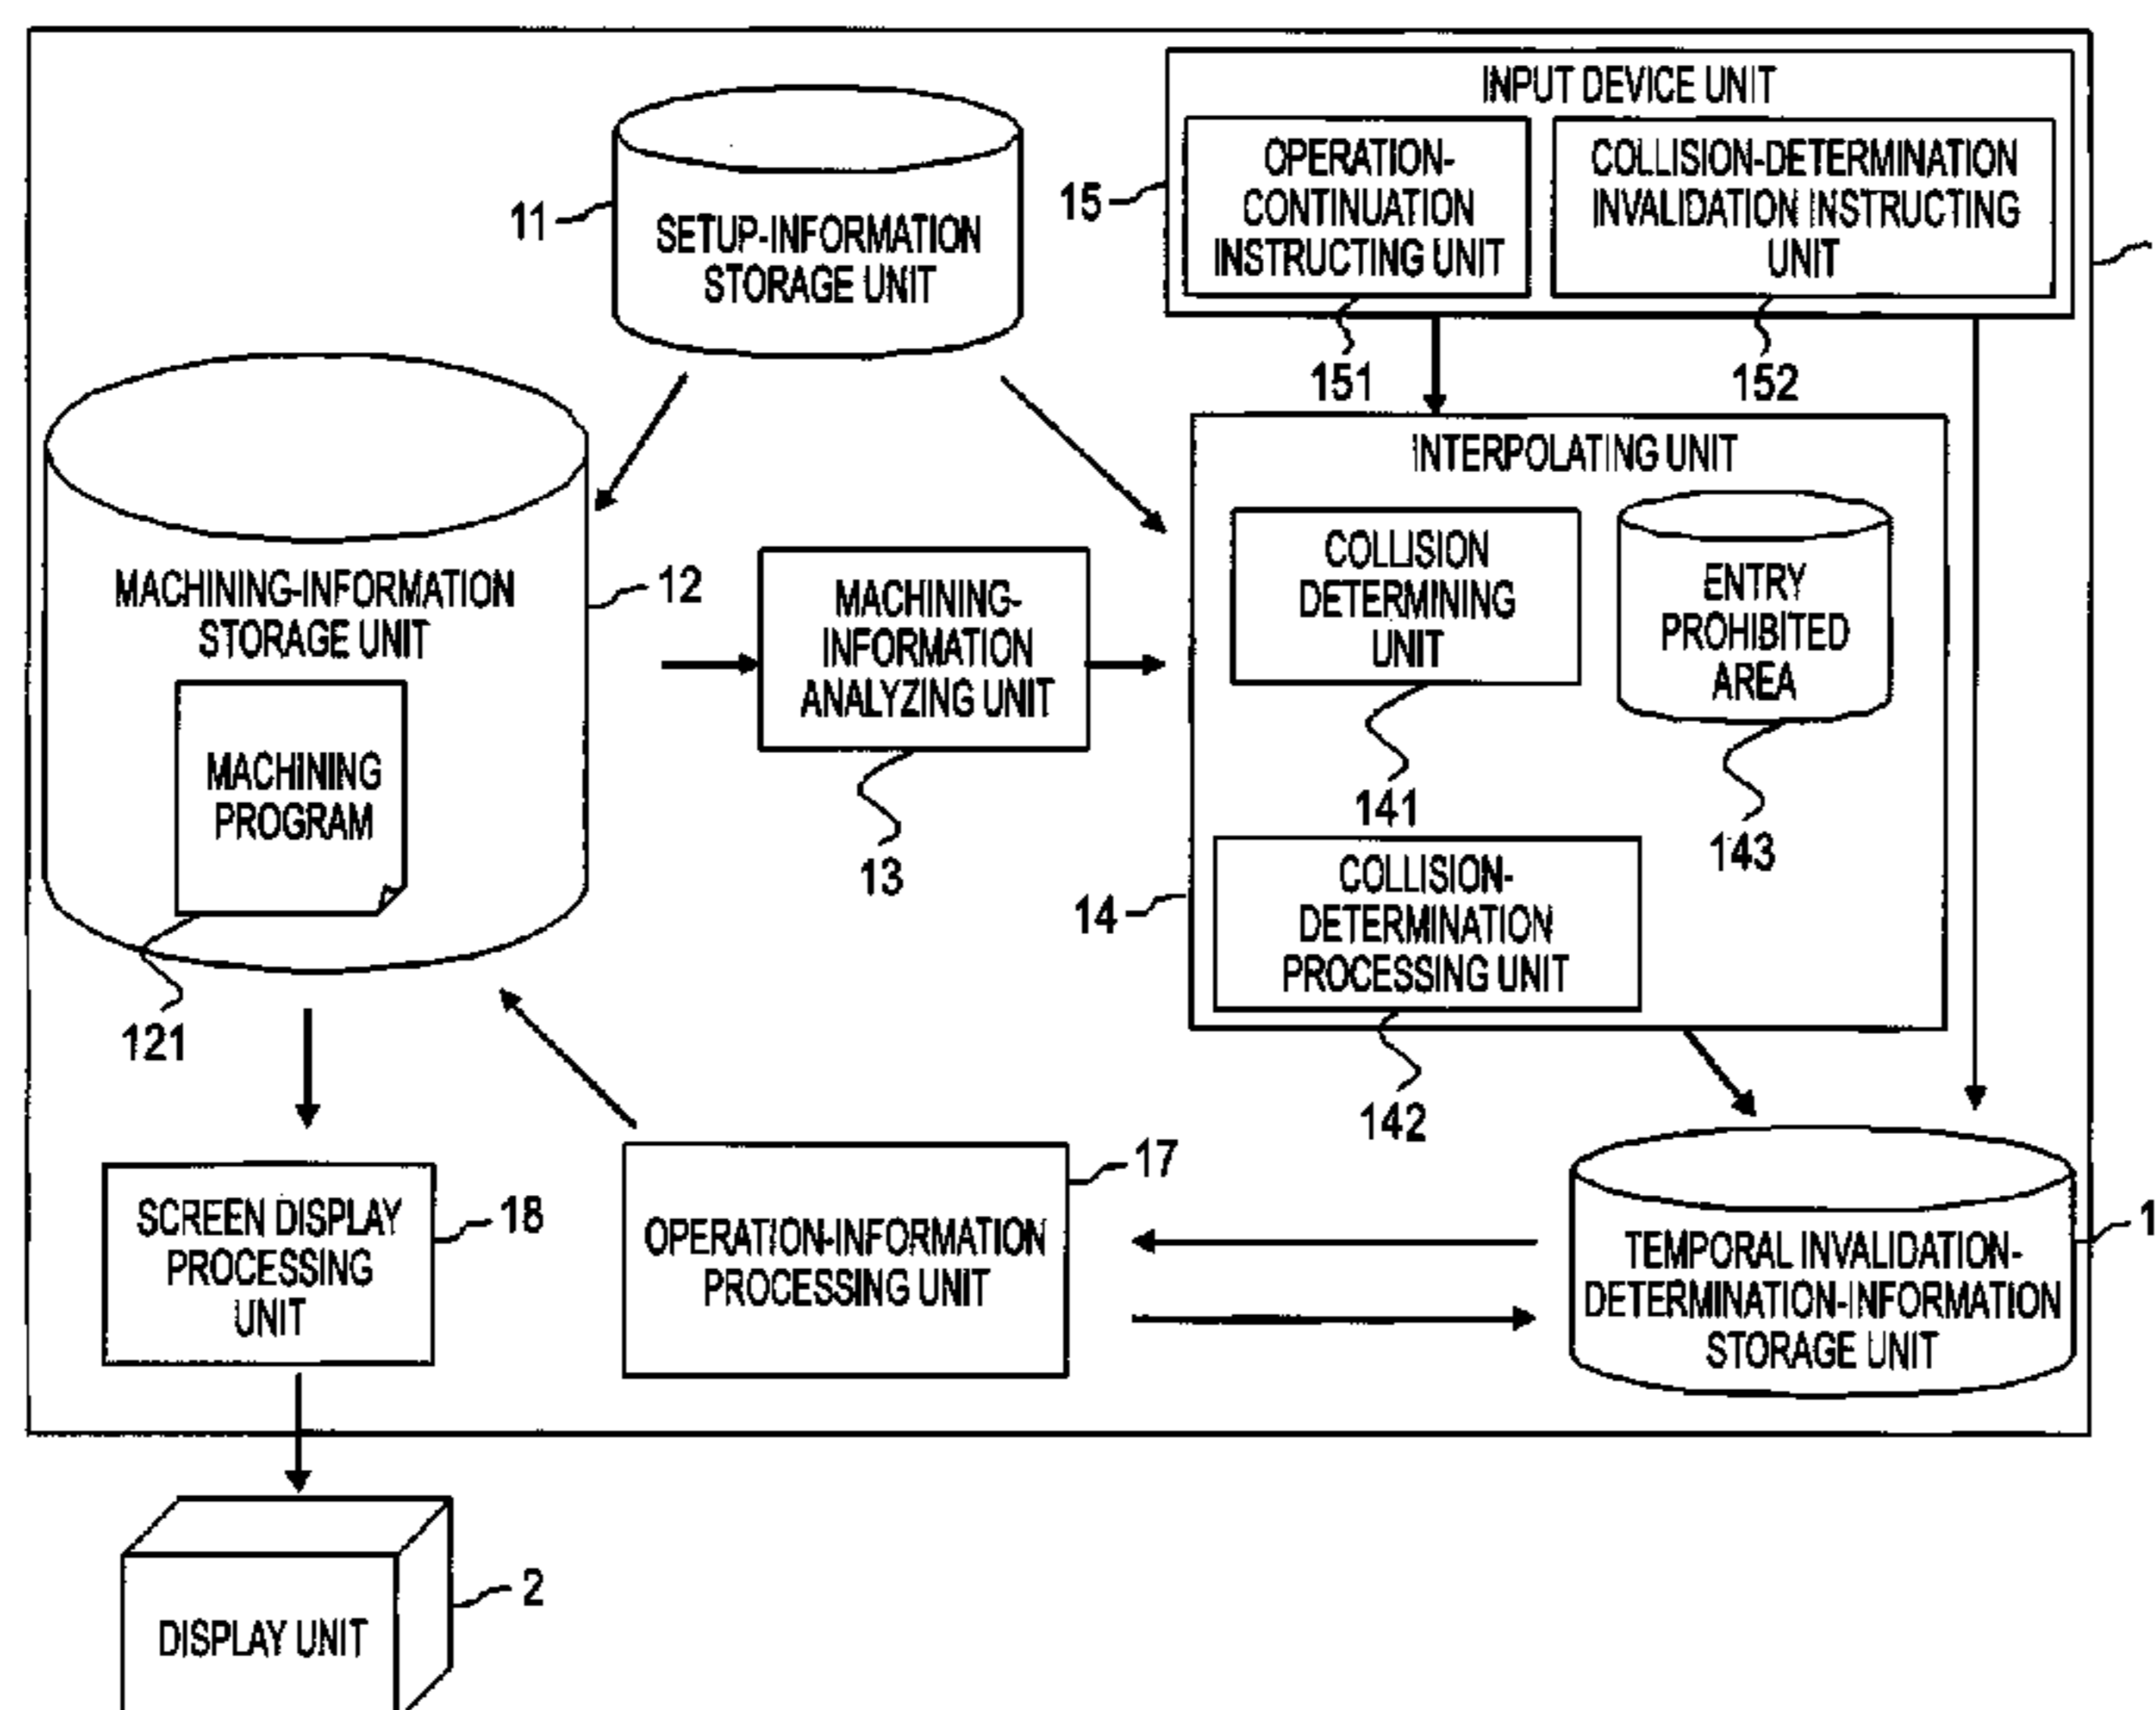 INPUT DEVICE UNIT
OPERATION-
CONTINUATION
INSTRUCTING UNIT
COLLISION-DETERMINATION
INVALIDATION INSTRUCTING
UNIT
15
151
152
11
SETUP-INFORMATION
STORAGE UNIT
MACHINING-INFORMATION
STORAGE UNIT
12
MACHINING
PROGRAM
121
MACHINING-
INFORMATION
ANALYZING UNIT
13
INTERPOLATING UNIT
COLLISION
DETERMINING
UNIT
141
ENTRY
PROHIBITED
AREA
143
14
COLLISION-
DETERMINATION
PROCESSING UNIT
142
SCREEN DISPLAY
PROCESSING
UNIT
18
OPERATION-INFORMATION
PROCESSING UNIT
17
TEMPORAL INVALIDATION-
DETERMINATION-INFORMATION
STORAGE UNIT
DISPLAY UNIT
2